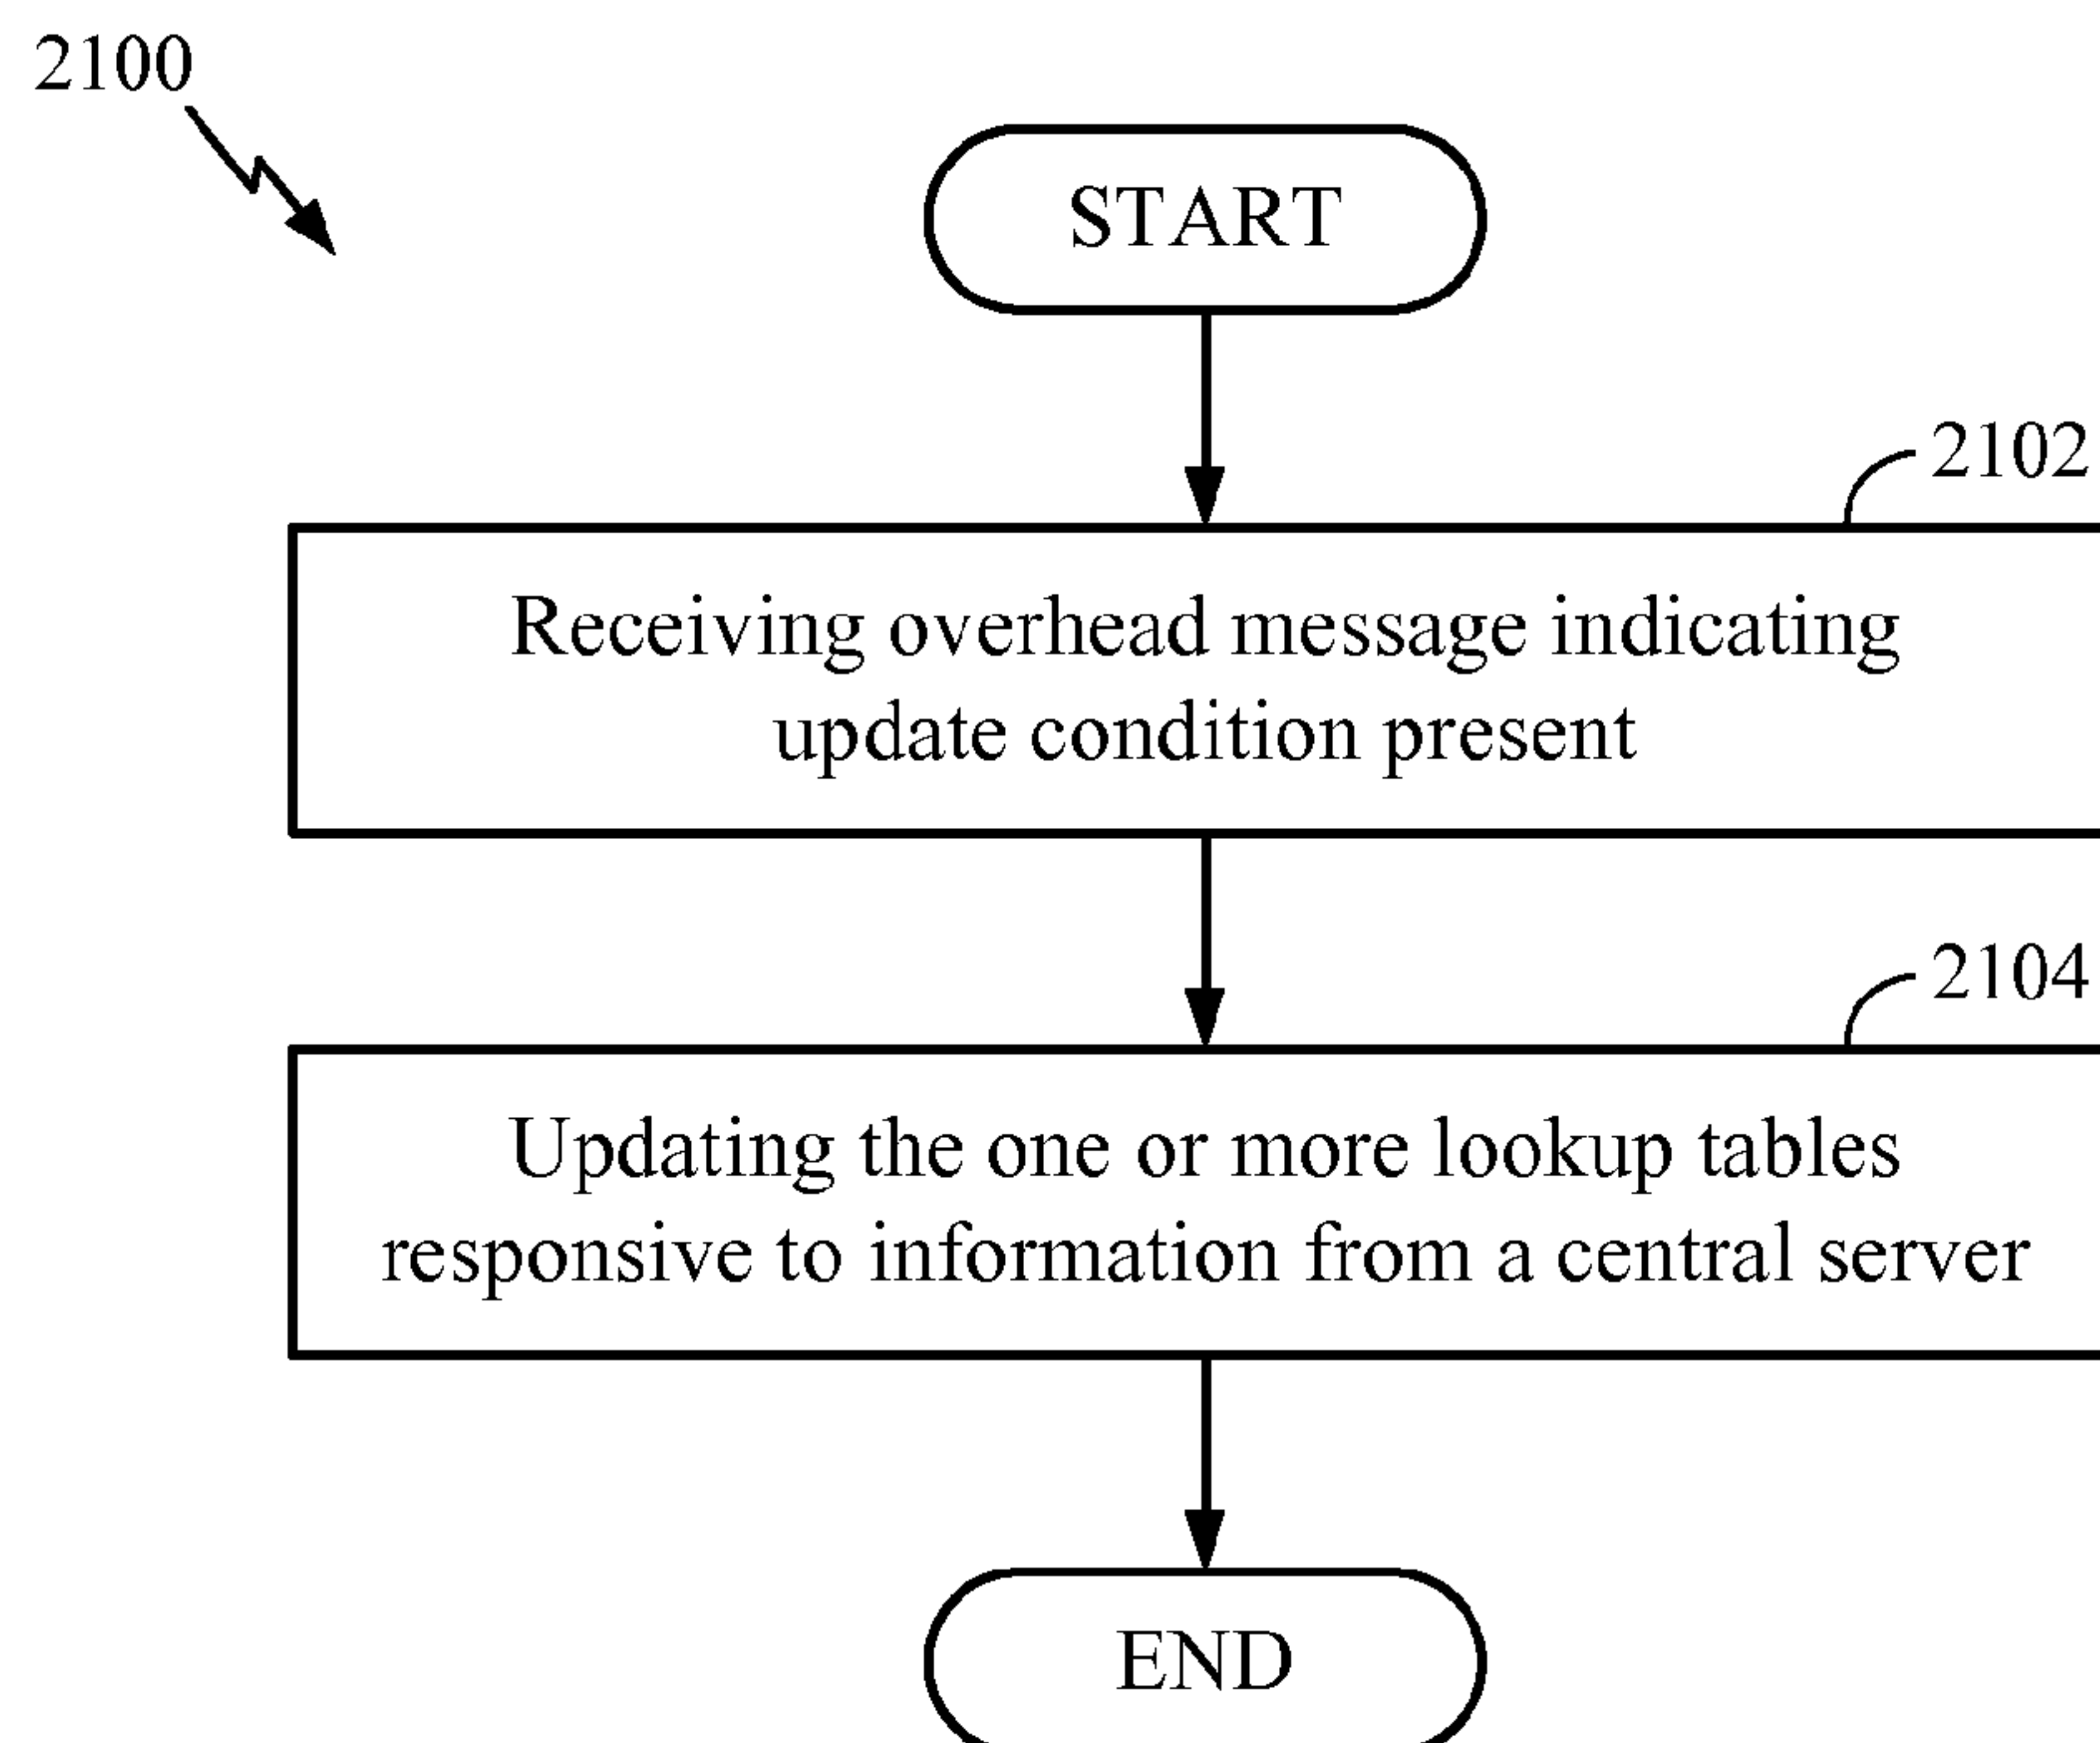 2100
START
2102
Receiving overhead message indicating
update condition present
2104
Updating the one or more lookup tables
responsive to information from a central server
END